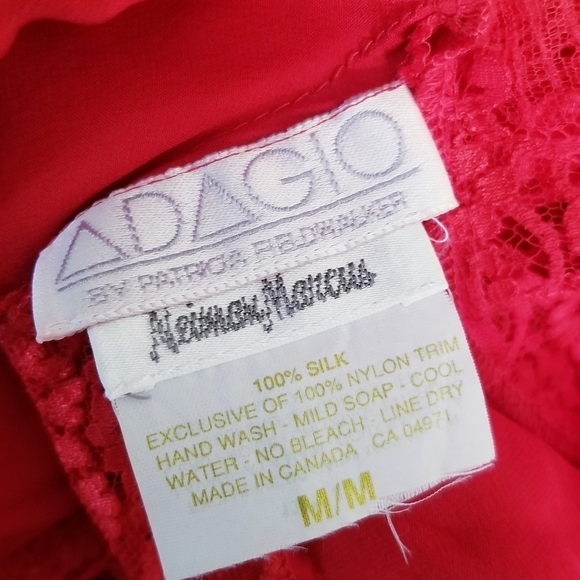 ADAGIO
BY PATRICIA FIELDWALKER
Neiman Marcus
100% SILK
EXCLUSIVE OF 100% NYLON TRIM
HAND WASH - MILD SOAP - COOL
WATER - NO BLEACH - LINE DRY
MADE IN CANADA CA 04971
M/M